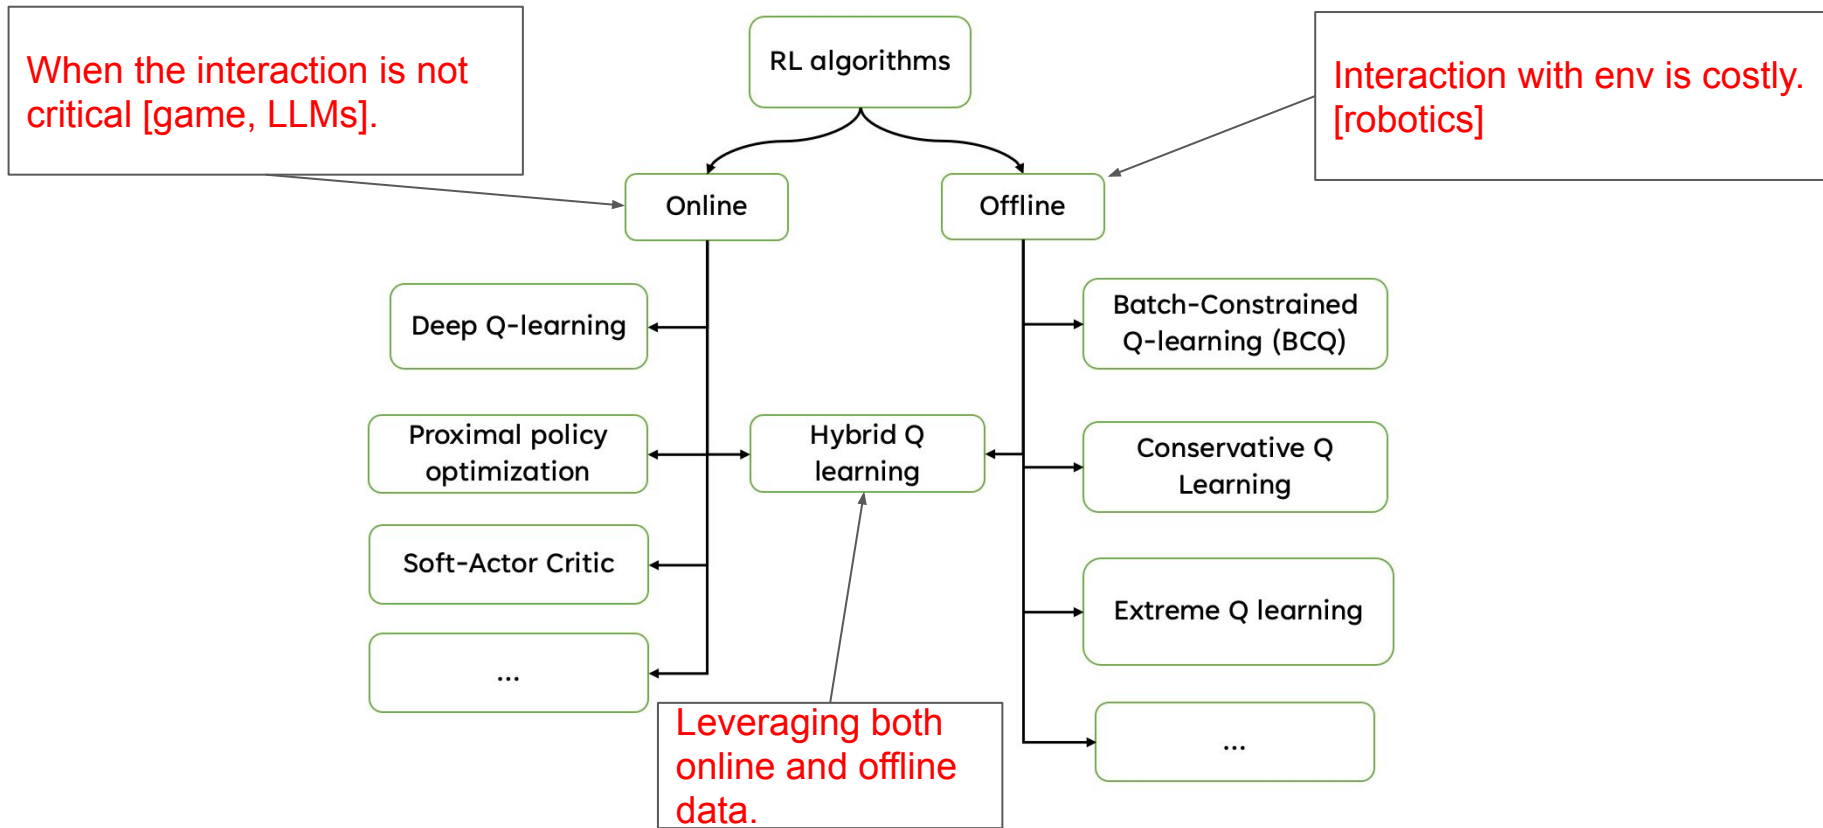 When the interaction is not
critical [game, LLMs].
RL algorithms
Interaction with env is costly.
[robotics]
Online
Offline
Deep Q-learning
Batch-Constrained
Q-learning (BCQ)
Proximal policy
optimization
Hybrid Q
learning
Conservative Q
Learning
Soft-Actor Critic
Extreme Q learning
...
Leveraging both
online and offline
data.
...